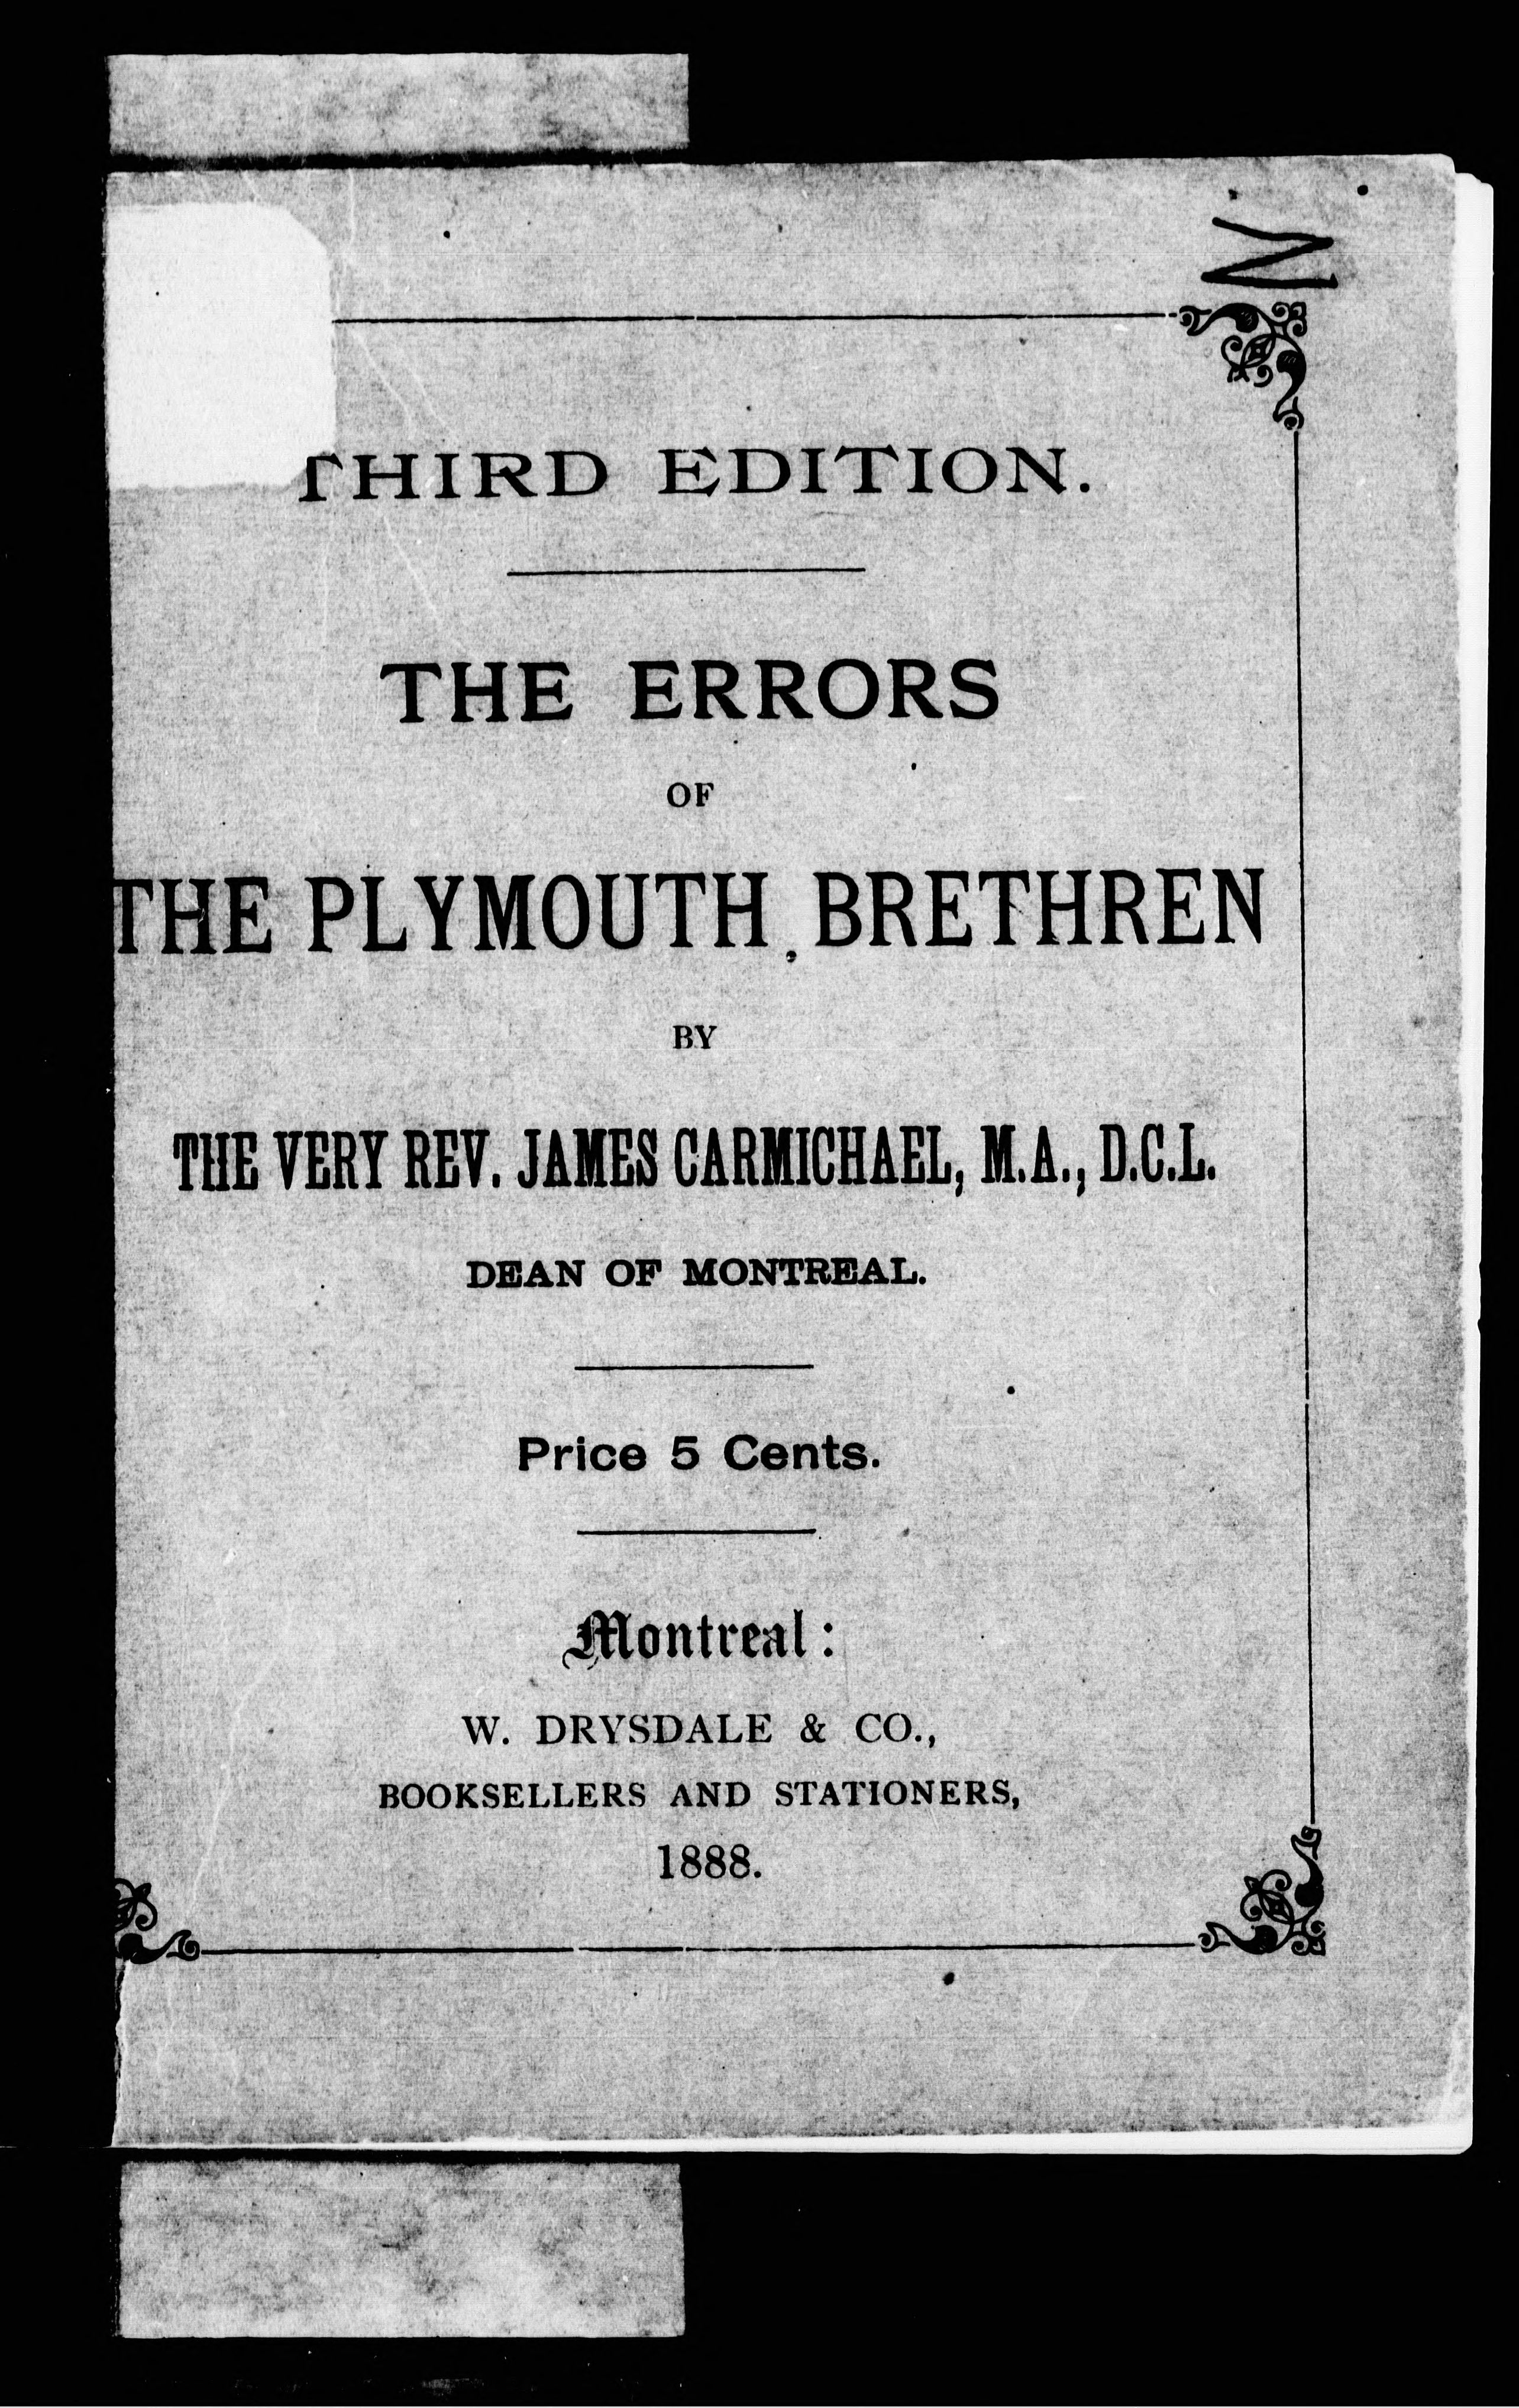 THIRD EDITION.
THE ERRORS
OF
THE PLYMOUTH BRETHREN
BY
THE VERY REV. JAMES CARMICHAEL, M.A., D.C.L.
DEAN OF MONTREAL.
Price 5 Cents.
Montreal:
W. DRYSDALE & CO.,
BOOKSELLERS AND STATIONERS,
1888.